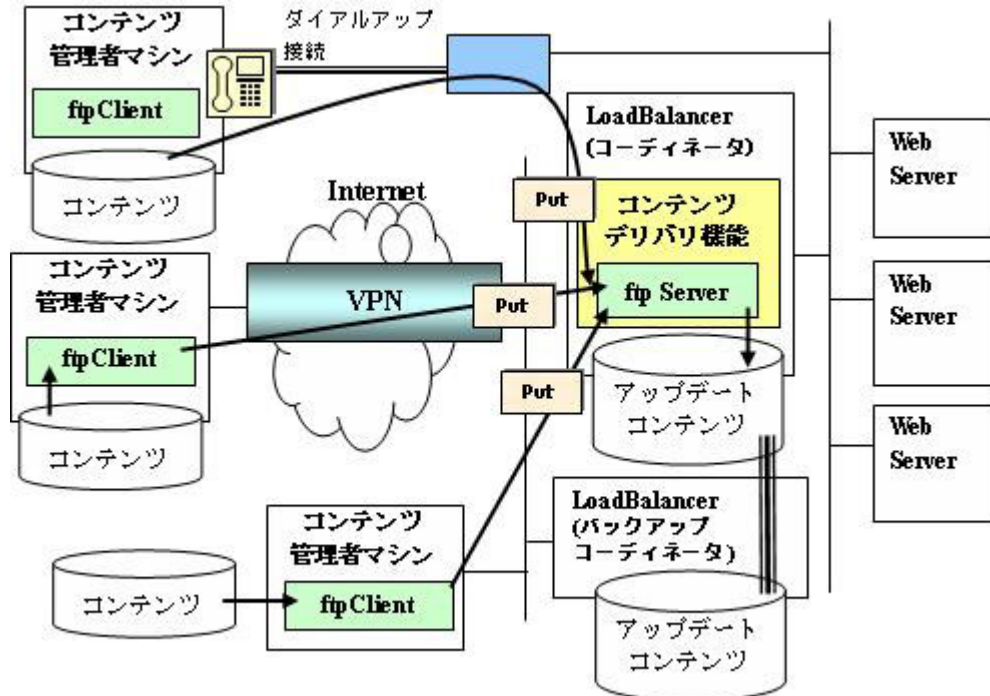 コンテンツ
管理者マシン
ftpClient
コンテンツ
ダイアルアップ
接続
LoadBalancer
(コーディネータ)
コンテンツ
デリバリ機能
ftp Server
アップデート
コンテンツ
Put
Put
Put
Internet
VPN
コンテンツ
管理者マシン
ftpClient
コンテンツ
コンテンツ
管理者マシン
ftpClient
コンテンツ
LoadBalancer
(バックアップ
コーディネータ)
アップデート
コンテンツ
Web
Server
Web
Server
Web
Server